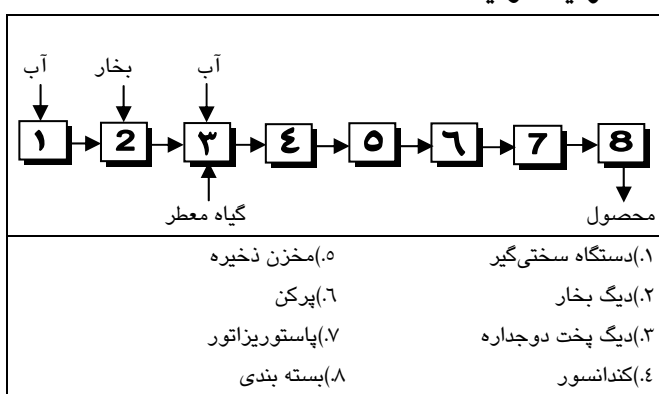 آب بخار آب
۱ 2 ۳ ٤ ٥ ٦ 7 8
گیاه معطر محصول
۱.)دستگاه سختی‌گیر
۲.)دیگ بخار
۳.)دیگ پخت دوجداره
٤.)کندانسور
٥.)مخزن ذخیره
٦.)پرکن
۷.)پاستوریزاتور
۸.)بسته بندی